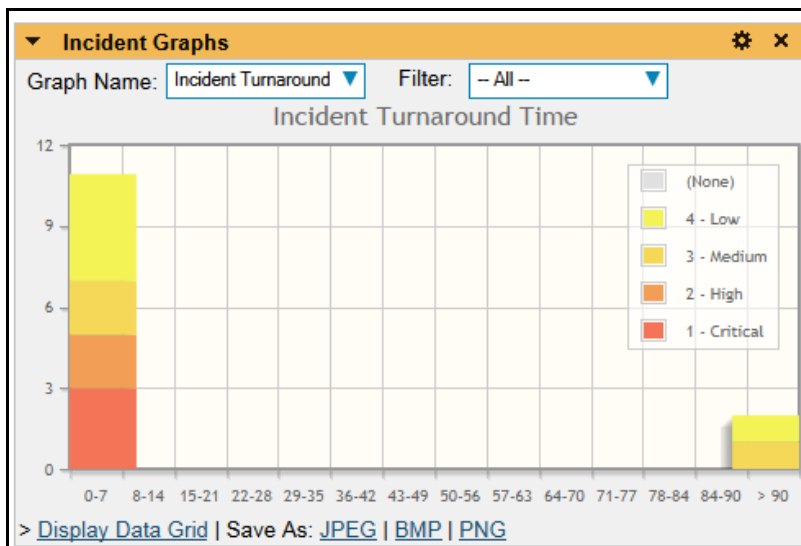 Incident Graphs
Graph Name: Incident Turnaround Filter: -- All --
Incident Turnaround Time
12
9
6
3
0
(None)
4 - Low
3 - Medium
2 - High
1 - Critical
0-7 8-14 15-21 22-28 29-35 36-42 43-49 50-56 57-63 64-70 71-77 78-84 84-90 > 90
> Display Data Grid | Save As: JPEG | BMP | PNG